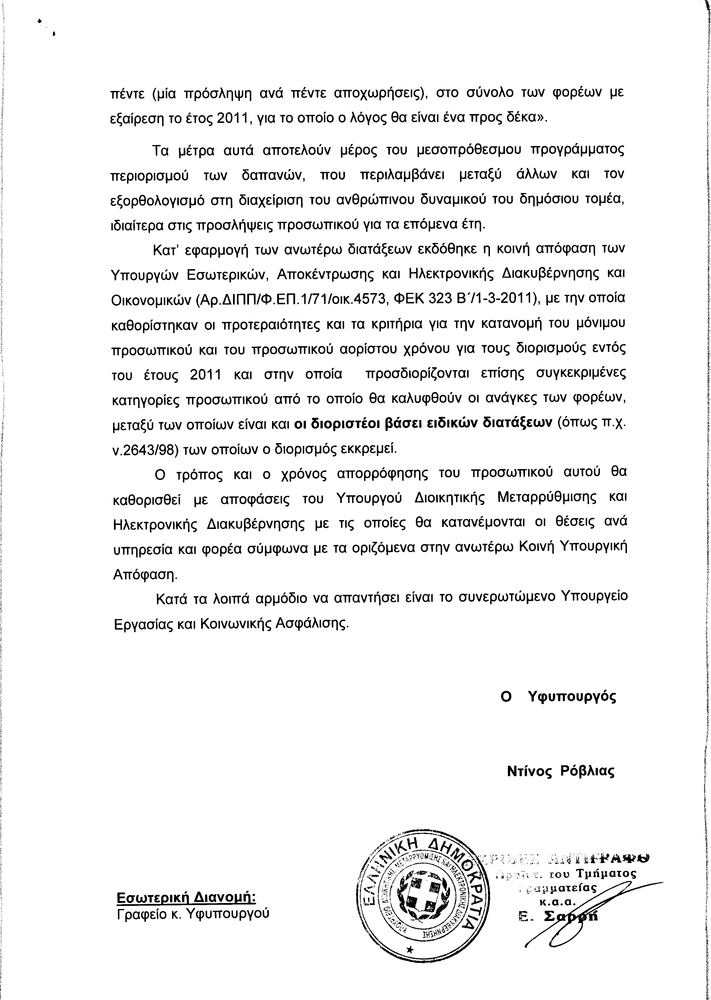 πέντε (μία πρόσληψη ανά πέντε αποχωρήσεις), στο σύνολο των φορέων με
εξαίρεση το έτος 2011, για το οποίο ο λόγος θα είναι ένα προς δέκα».
Τα μέτρα αυτά αποτελούν μέρος του μεσοπρόθεσμου προγράμματος
περιορισμού των δαπανών, που περιλαμβάνει μεταξύ άλλων και τον
εξορθολογισμό στη διαχείριση του ανθρώπινου δυναμικού του δημόσιου τομέα,
ιδιαίτερα στις προσλήψεις προσωπικού για τα επόμενα έτη.
Κατ’ εφαρμογή των ανωτέρω διατάξεων εκδόθηκε η κοινή απόφαση των
Υπουργών Εσωτερικών, Αποκέντρωσης και Ηλεκτρονικής Διακυβέρνησης και
Οικονομικών (Αρ.ΔΙΠΠ/Φ.ΕΠ.1/71/οικ.4573, ΦΕΚ 323 Β΄/1-3-2011), με την οποία
καθορίστηκαν οι προτεραιότητες και τα κριτήρια για την κατανομή του μόνιμου
προσωπικού και του προσωπικού αορίστου χρόνου για τους διορισμούς εντός
του έτους 2011 και στην οποία προσδιορίζονται επίσης συγκεκριμένες
κατηγορίες προσωπικού από το οποίο θα καλυφθούν οι ανάγκες των φορέων,
μεταξύ των οποίων είναι και οι διοριστέοι βάσει ειδικών διατάξεων (όπως π.χ.
ν.2643/98) των οποίων ο διορισμός εκκρεμεί.
Ο τρόπος και ο χρόνος απορρόφησης του προσωπικού αυτού θα
καθορισθεί με αποφάσεις του Υπουργού Διοικητικής Μεταρρύθμισης και
Ηλεκτρονικής Διακυβέρνησης με τις οποίες θα κατανέμονται οι θέσεις ανά
υπηρεσία και φορέα σύμφωνα με τα οριζόμενα στην ανωτέρω Κοινή Υπουργική
Απόφαση.
Κατά τα λοιπά αρμόδιο να απαντήσει είναι το συνερωτώμενο Υπουργείο
Εργασίας και Κοινωνικής Ασφάλισης.
Ο Υφυπουργός
Ντίνος Ρόβλιας
Εσωτερική Διανομή:
Γραφείο κ. Υφυπουργού
ΕΛΛΗΝΙΚΗ ΔΗΜΟΚΡΑΤΙΑ
ΥΠΟΥΡΓΕΙΟ ΔΙΟΙΚΗΤΙΚΗΣ ΜΕΤΑΡΡΥΘΜΙΣΗΣ ΚΑΙ ΗΛΕΚΤΡΟΝΙΚΗΣ ΔΙΑΚΥΒΕΡΝΗΣΗΣ
ΑΝΤΙΓΡΑΦΟ
του Τμήματος
κ.α.α.
Ε. Σαρρή